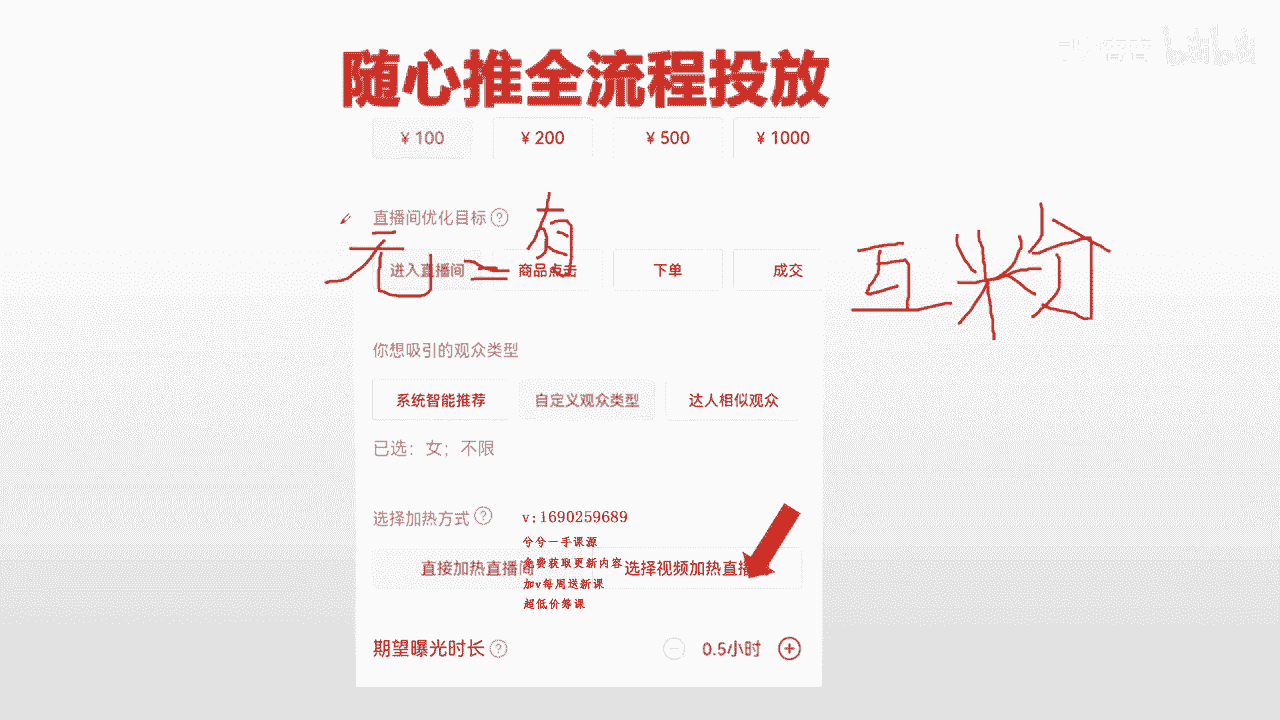 随心推全流程投放
¥ 100 ¥ 200 ¥ 500 ¥ 1000
直播间优化目标 ?
无 = 有
进入直播间 商品点击 下单 成交
互粉
你想吸引的观众类型
系统智能推荐 自定义观众类型 达人相似观众
已选：女；不限
选择加热方式 ?
v:1690259689
兮兮一手课源
免费获取更新内容
直接加热直播间 选择视频加热直播
加v每周送新课
超低价筹课
期望曝光时长 ? 0.5小时
bilibili